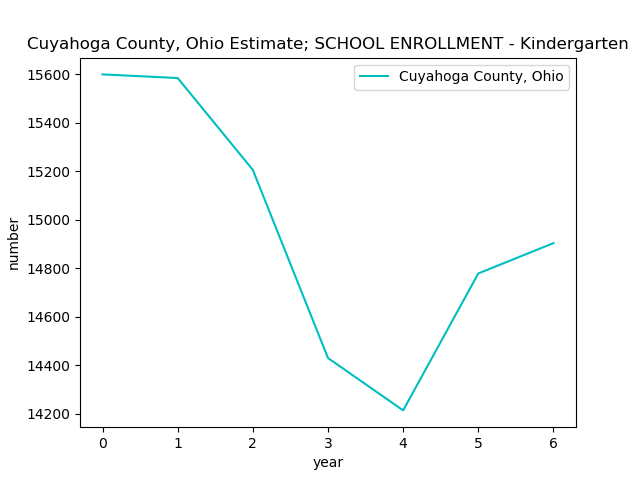 Cuyahoga County, Ohio Estimate; SCHOOL ENROLLMENT - Kindergarten
Cuyahoga County, Ohio
15600
15400
15200
15000
14800
14600
14400
14200
number
0 1 2 3 4 5 6
year